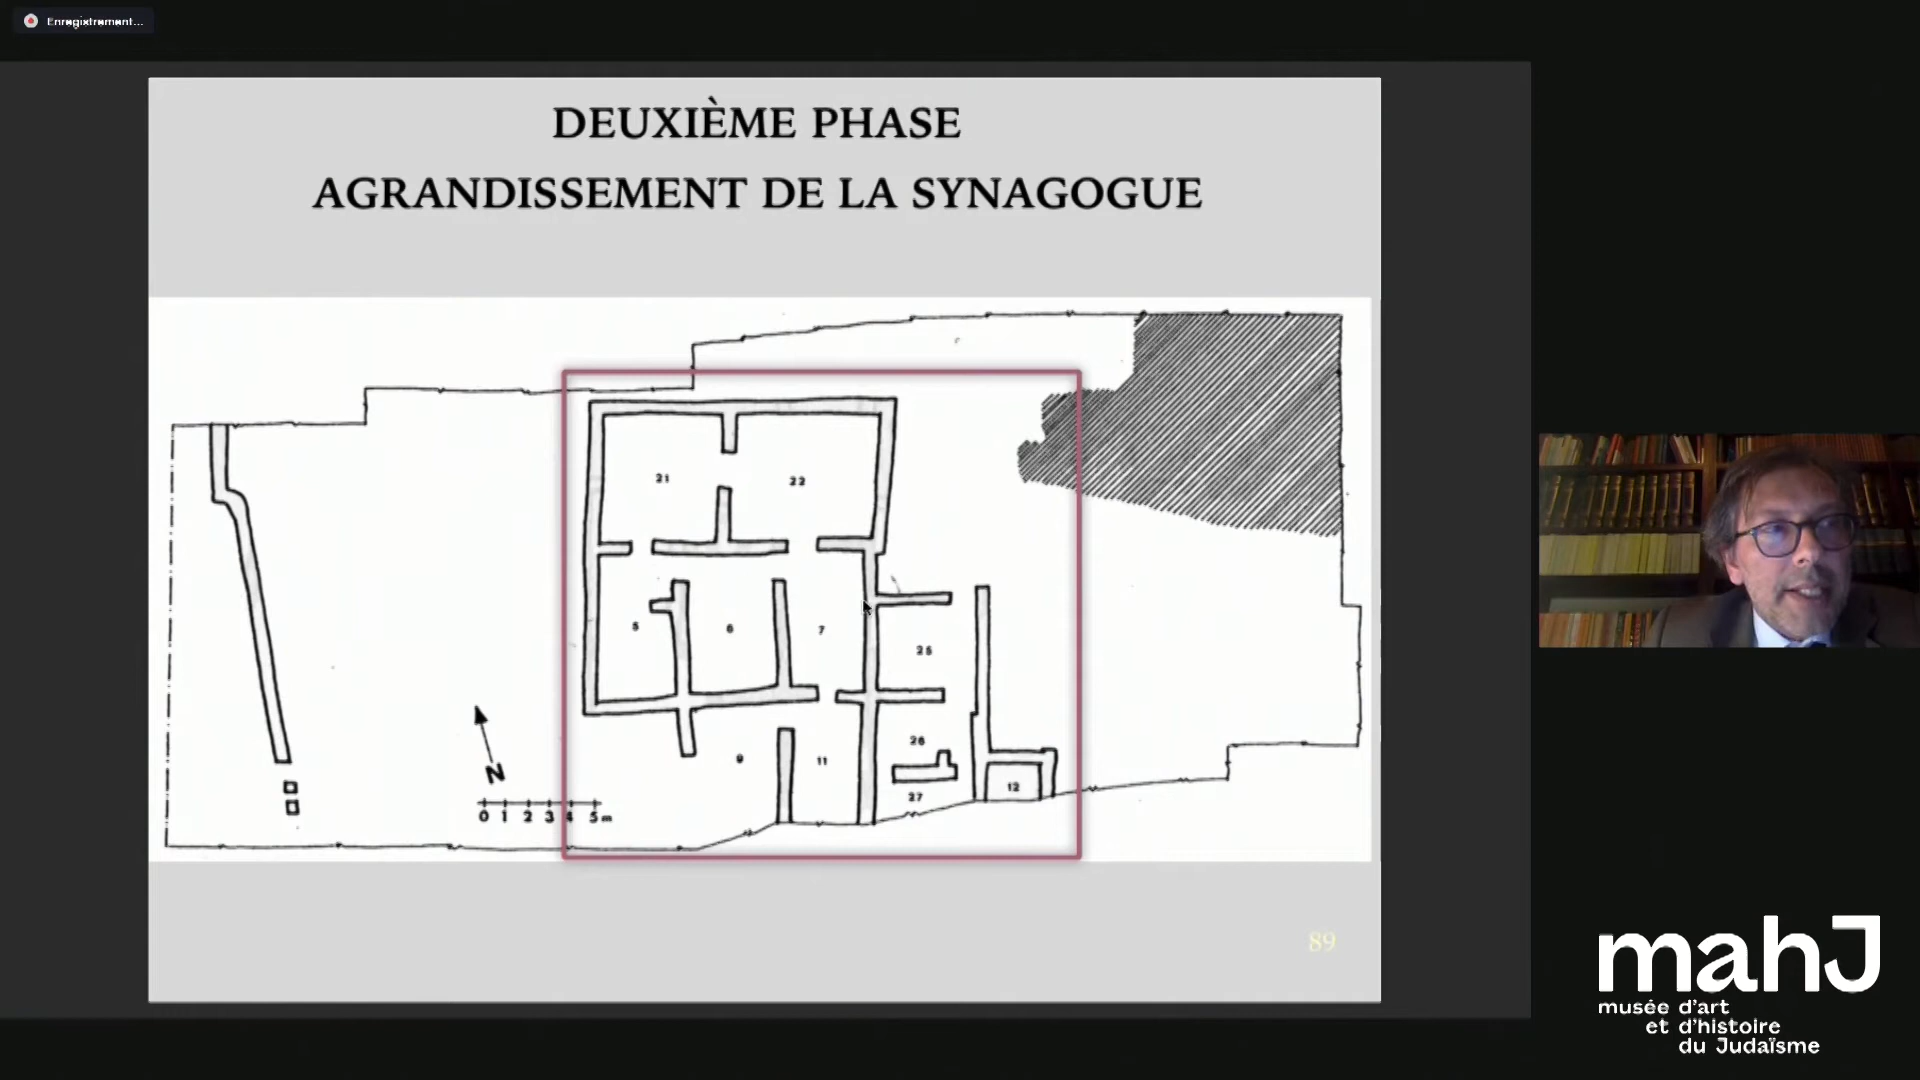 Enregistrement...
DEUXIÈME PHASE
AGRANDISSEMENT DE LA SYNAGOGUE
21
22
5
6
7
25
9
11
26
27
12
N
0 1 2 3 4 5m
89
mahJ
musée d'art
et d'histoire
du Judaïsme